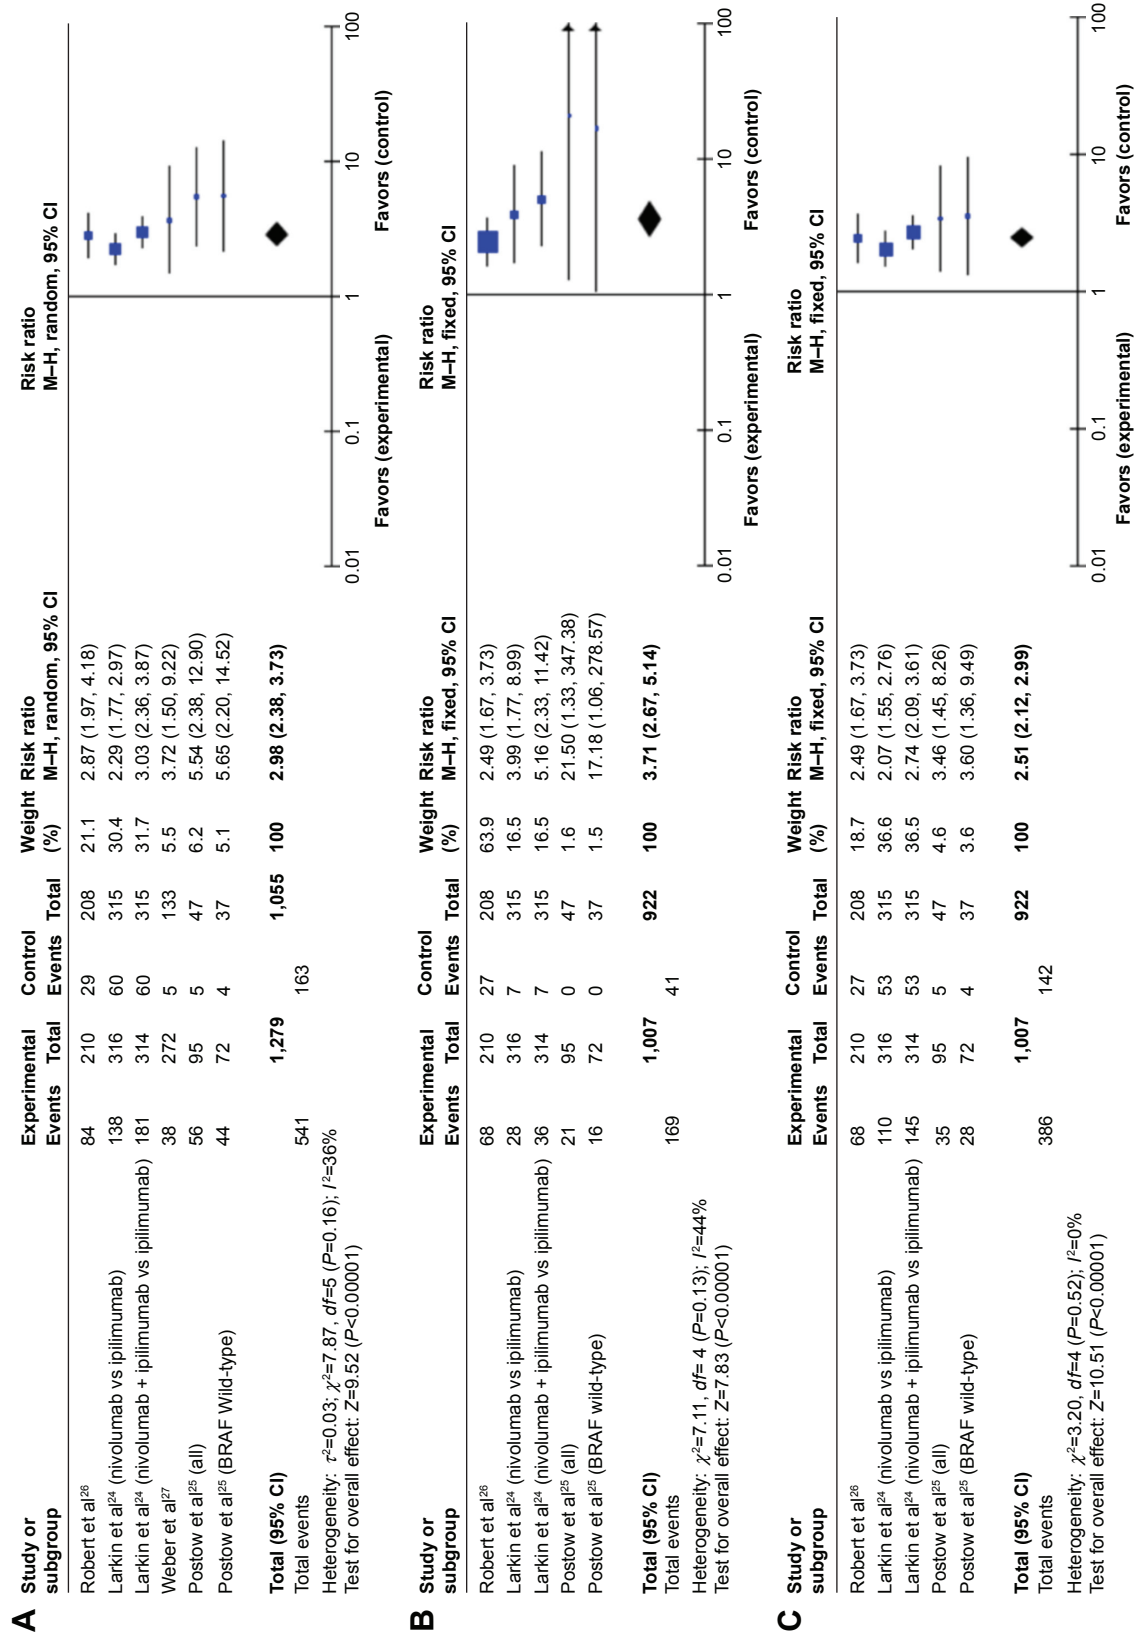 A
Study or subgroup Experimental Events Total Control Events Total Weight (%) Risk ratio M–H, random, 95% CI Risk ratio M–H, random, 95% CI
Robert et al26 84 210 29 208 21.1 2.87 (1.97, 4.18)
Larkin et al24 (nivolumab vs ipilimumab) 138 316 60 315 30.4 2.29 (1.77, 2.97)
Larkin et al24 (nivolumab + ipilimumab vs ipilimumab) 181 314 60 315 31.7 3.03 (2.36, 3.87)
Weber et al27 38 272 5 133 5.5 3.72 (1.50, 9.22)
Postow et al25 (all) 56 95 5 47 6.2 5.54 (2.38, 12.90)
Postow et al25 (BRAF Wild-type) 44 72 4 37 5.1 5.65 (2.20, 14.52)
Total (95% CI) 1,279 1,055 100 2.98 (2.38, 3.73)
Total events 541 163
Heterogeneity: τ2=0.03; χ2=7.87, df=5 (P=0.16); I2=36%
Test for overall effect: Z=9.52 (P<0.00001)
0.01 0.1 1 10 100
Favors (experimental) Favors (control)
B
Study or subgroup Experimental Events Total Control Events Total Weight (%) Risk ratio M–H, fixed, 95% CI Risk ratio M–H, fixed, 95% CI
Robert et al26 68 210 27 208 63.9 2.49 (1.67, 3.73)
Larkin et al24 (nivolumab vs ipilimumab) 28 316 7 315 16.5 3.99 (1.77, 8.99)
Larkin et al24 (nivolumab + ipilimumab vs ipilimumab) 36 314 7 315 16.5 5.16 (2.33, 11.42)
Postow et al25 (all) 21 95 0 47 1.6 21.50 (1.33, 347.38)
Postow et al25 (BRAF wild-type) 16 72 0 37 1.5 17.18 (1.06, 278.57)
Total (95% CI) 1,007 922 100 3.71 (2.67, 5.14)
Total events 169 41
Heterogeneity: χ2=7.11, df= 4 (P=0.13); I2=44%
Test for overall effect: Z=7.83 (P<0.00001)
0.01 0.1 1 10 100
Favors (experimental) Favors (control)
C
Study or subgroup Experimental Events Total Control Events Total Weight (%) Risk ratio M–H, fixed, 95% CI Risk ratio M–H, fixed, 95% CI
Robert et al26 68 210 27 208 18.7 2.49 (1.67, 3.73)
Larkin et al24 (nivolumab vs ipilimumab) 110 316 53 315 36.6 2.07 (1.55, 2.76)
Larkin et al24 (nivolumab + ipilimumab vs ipilimumab) 145 314 53 315 36.5 2.74 (2.09, 3.61)
Postow et al25 (all) 35 95 5 47 4.6 3.46 (1.45, 8.26)
Postow et al25 (BRAF wild-type) 28 72 4 37 3.6 3.60 (1.36, 9.49)
Total (95% CI) 1,007 922 100 2.51 (2.12, 2.99)
Total events 386 142
Heterogeneity: χ2=3.20, df=4 (P=0.52); I2=0%
Test for overall effect: Z=10.51 (P<0.00001)
0.01 0.1 1 10 100
Favors (experimental) Favors (control)